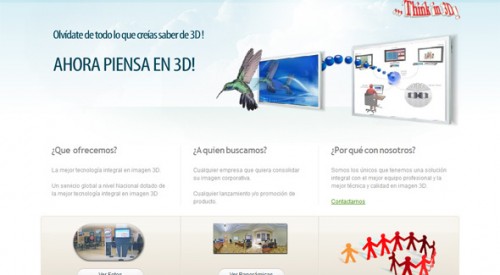 ...Think in 3D!
Olvídate de todo lo que creías saber de 3D!
AHORA PIENSA EN 3D!
¿Que ofrecemos?
La mejor tecnología integral en imagen 3D.
Un servicio global a nivel Nacional dotado de
la mejor tecnología integral en imagen 3D.
¿A quien buscamos?
Cualquier empresa que quiera consolidar
su imagen corporativa.
Cualquier lanzamiento y/o promoción de
producto.
¿Por qué con nosotros?
Somos los únicos que tenemos una solución
integral con el mejor equipo profesional y la
mejor técnica y calidad en imagen 3D.
Contactarnos
Ver Fotos
Ver Panorámicas